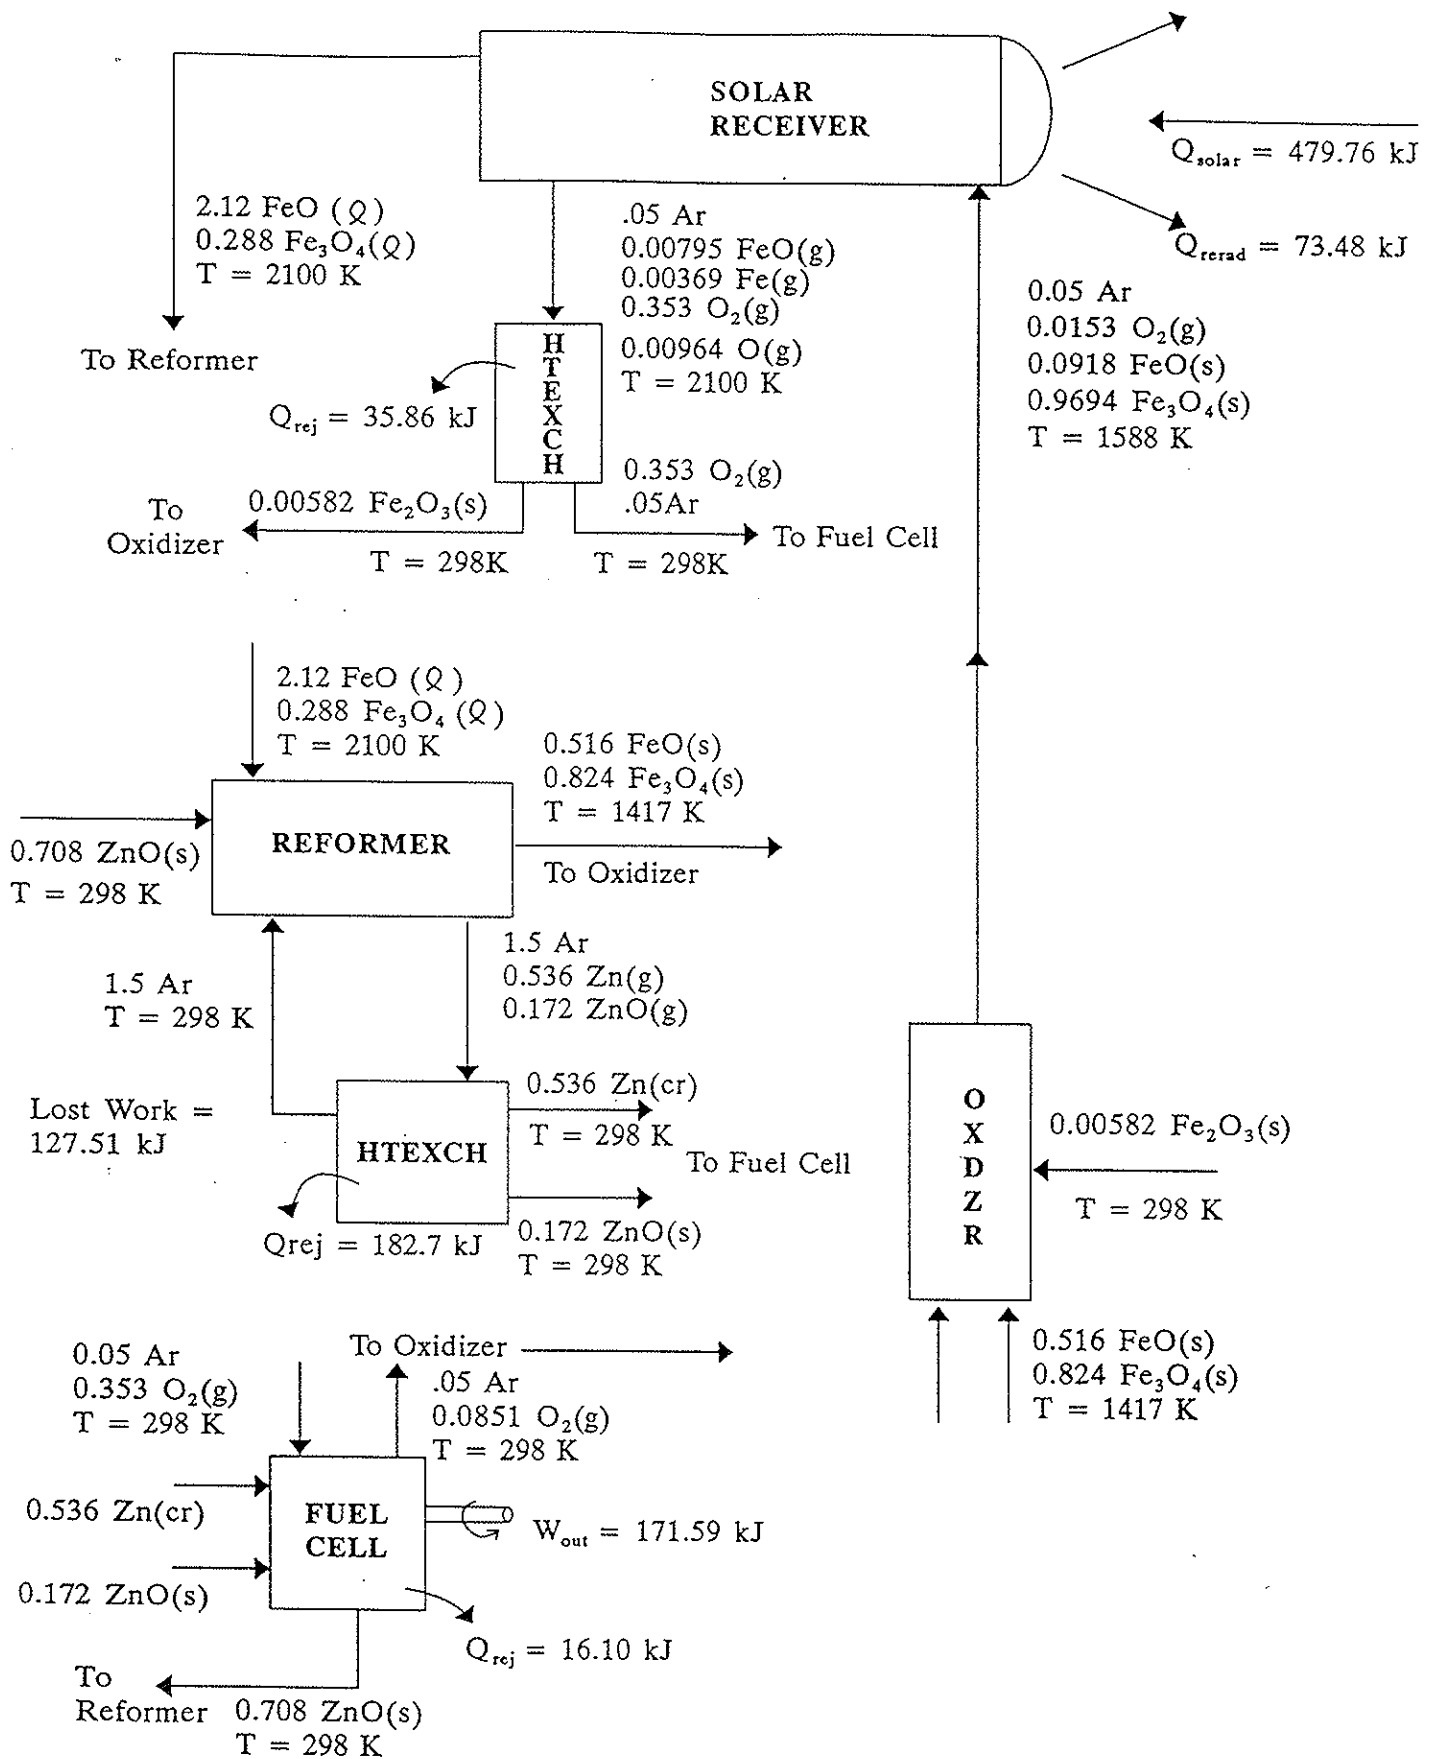 SOLAR
RECEIVER
Q_solar = 479.76 kJ
Q_rerad = 73.48 kJ
2.12 FeO (ℓ)
0.288 Fe₃O₄(ℓ)
T = 2100 K
To Reformer
.05 Ar
0.00795 FeO(g)
0.00369 Fe(g)
0.353 O₂(g)
0.00964 O(g)
T = 2100 K
HTEXCH
Q_rej = 35.86 kJ
0.353 O₂(g)
.05Ar
To
Oxidizer
0.00582 Fe₂O₃(s)
T = 298K
T = 298K
To Fuel Cell
0.05 Ar
0.0153 O₂(g)
0.0918 FeO(s)
0.9694 Fe₃O₄(s)
T = 1588 K
2.12 FeO (ℓ)
0.288 Fe₃O₄ (ℓ)
T = 2100 K
0.516 FeO(s)
0.824 Fe₃O₄(s)
T = 1417 K
To Oxidizer
REFORMER
0.708 ZnO(s)
T = 298 K
1.5 Ar
T = 298 K
1.5 Ar
0.536 Zn(g)
0.172 ZnO(g)
Lost Work =
127.51 kJ
HTEXCH
0.536 Zn(cr)
T = 298 K
To Fuel Cell
0.172 ZnO(s)
T = 298 K
Qrej = 182.7 kJ
OXDZR
0.00582 Fe₂O₃(s)
T = 298 K
0.516 FeO(s)
0.824 Fe₃O₄(s)
T = 1417 K
0.05 Ar
0.353 O₂(g)
T = 298 K
To Oxidizer
.05 Ar
0.0851 O₂(g)
T = 298 K
0.536 Zn(cr)
0.172 ZnO(s)
FUEL
CELL
W_out = 171.59 kJ
Q_rej = 16.10 kJ
To
Reformer
0.708 ZnO(s)
T = 298 K